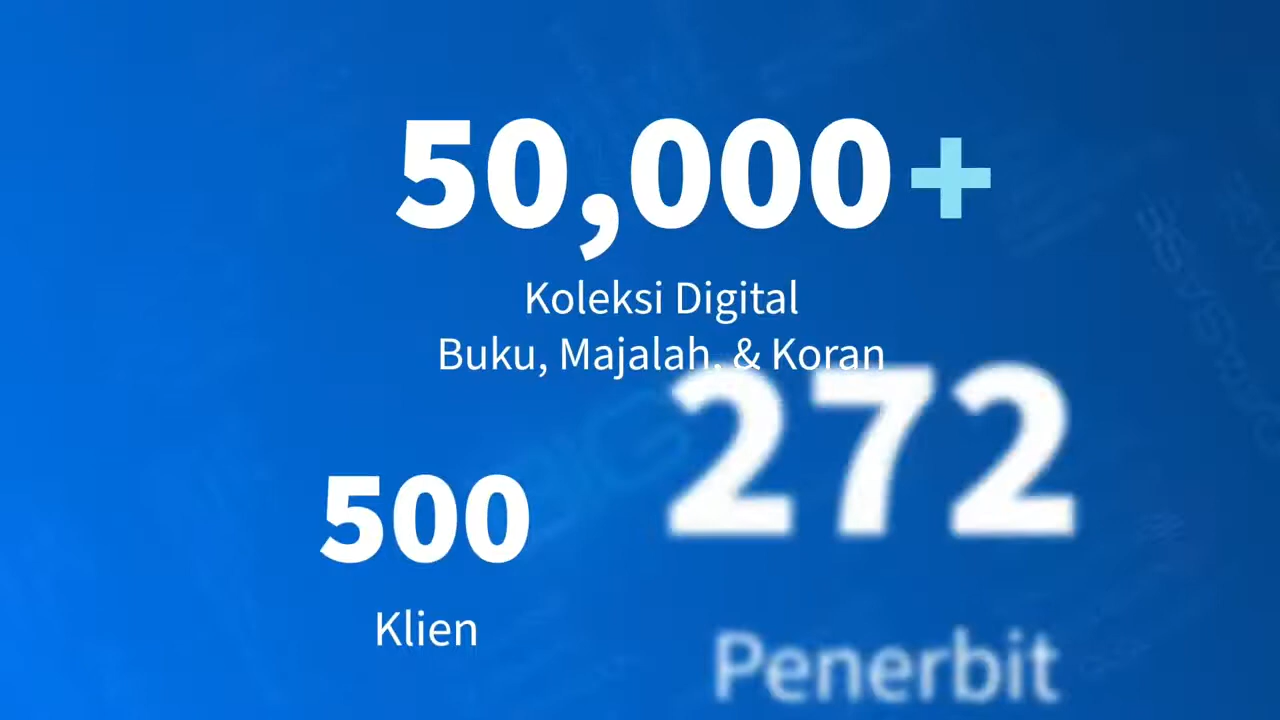 50,000+
Koleksi Digital
Buku, Majalah, & Koran
500
Klien
272
Penerbit